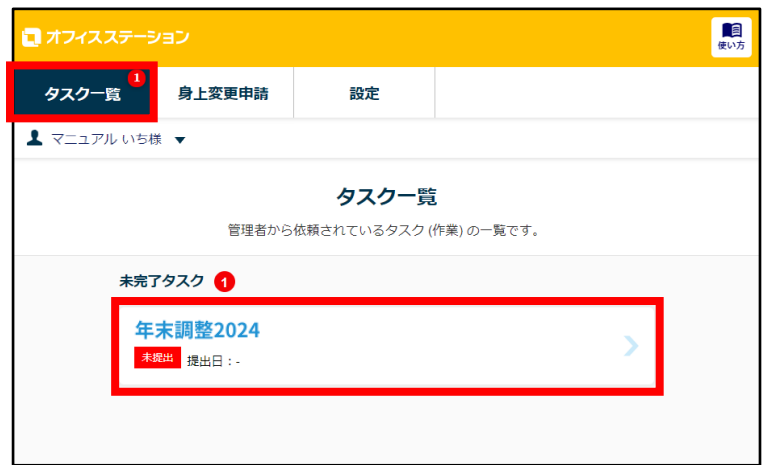 オフィスステーション
使い方
タスク一覧 1
身上変更申請
設定
マニュアル いち様 ▼
タスク一覧
管理者から依頼されているタスク (作業) の一覧です。
未完了タスク 1
年末調整2024
未提出 提出日：-